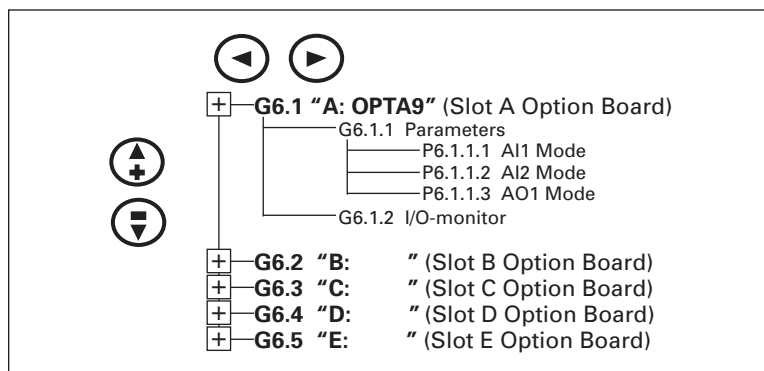 G6.1 “A: OPTA9” (Slot A Option Board)
G6.1.1 Parameters
P6.1.1.1 AI1 Mode
P6.1.1.2 AI2 Mode
P6.1.1.3 AO1 Mode
G6.1.2 I/O-monitor
G6.2 “B: ” (Slot B Option Board)
G6.3 “C: ” (Slot C Option Board)
G6.4 “D: ” (Slot D Option Board)
G6.5 “E: ” (Slot E Option Board)